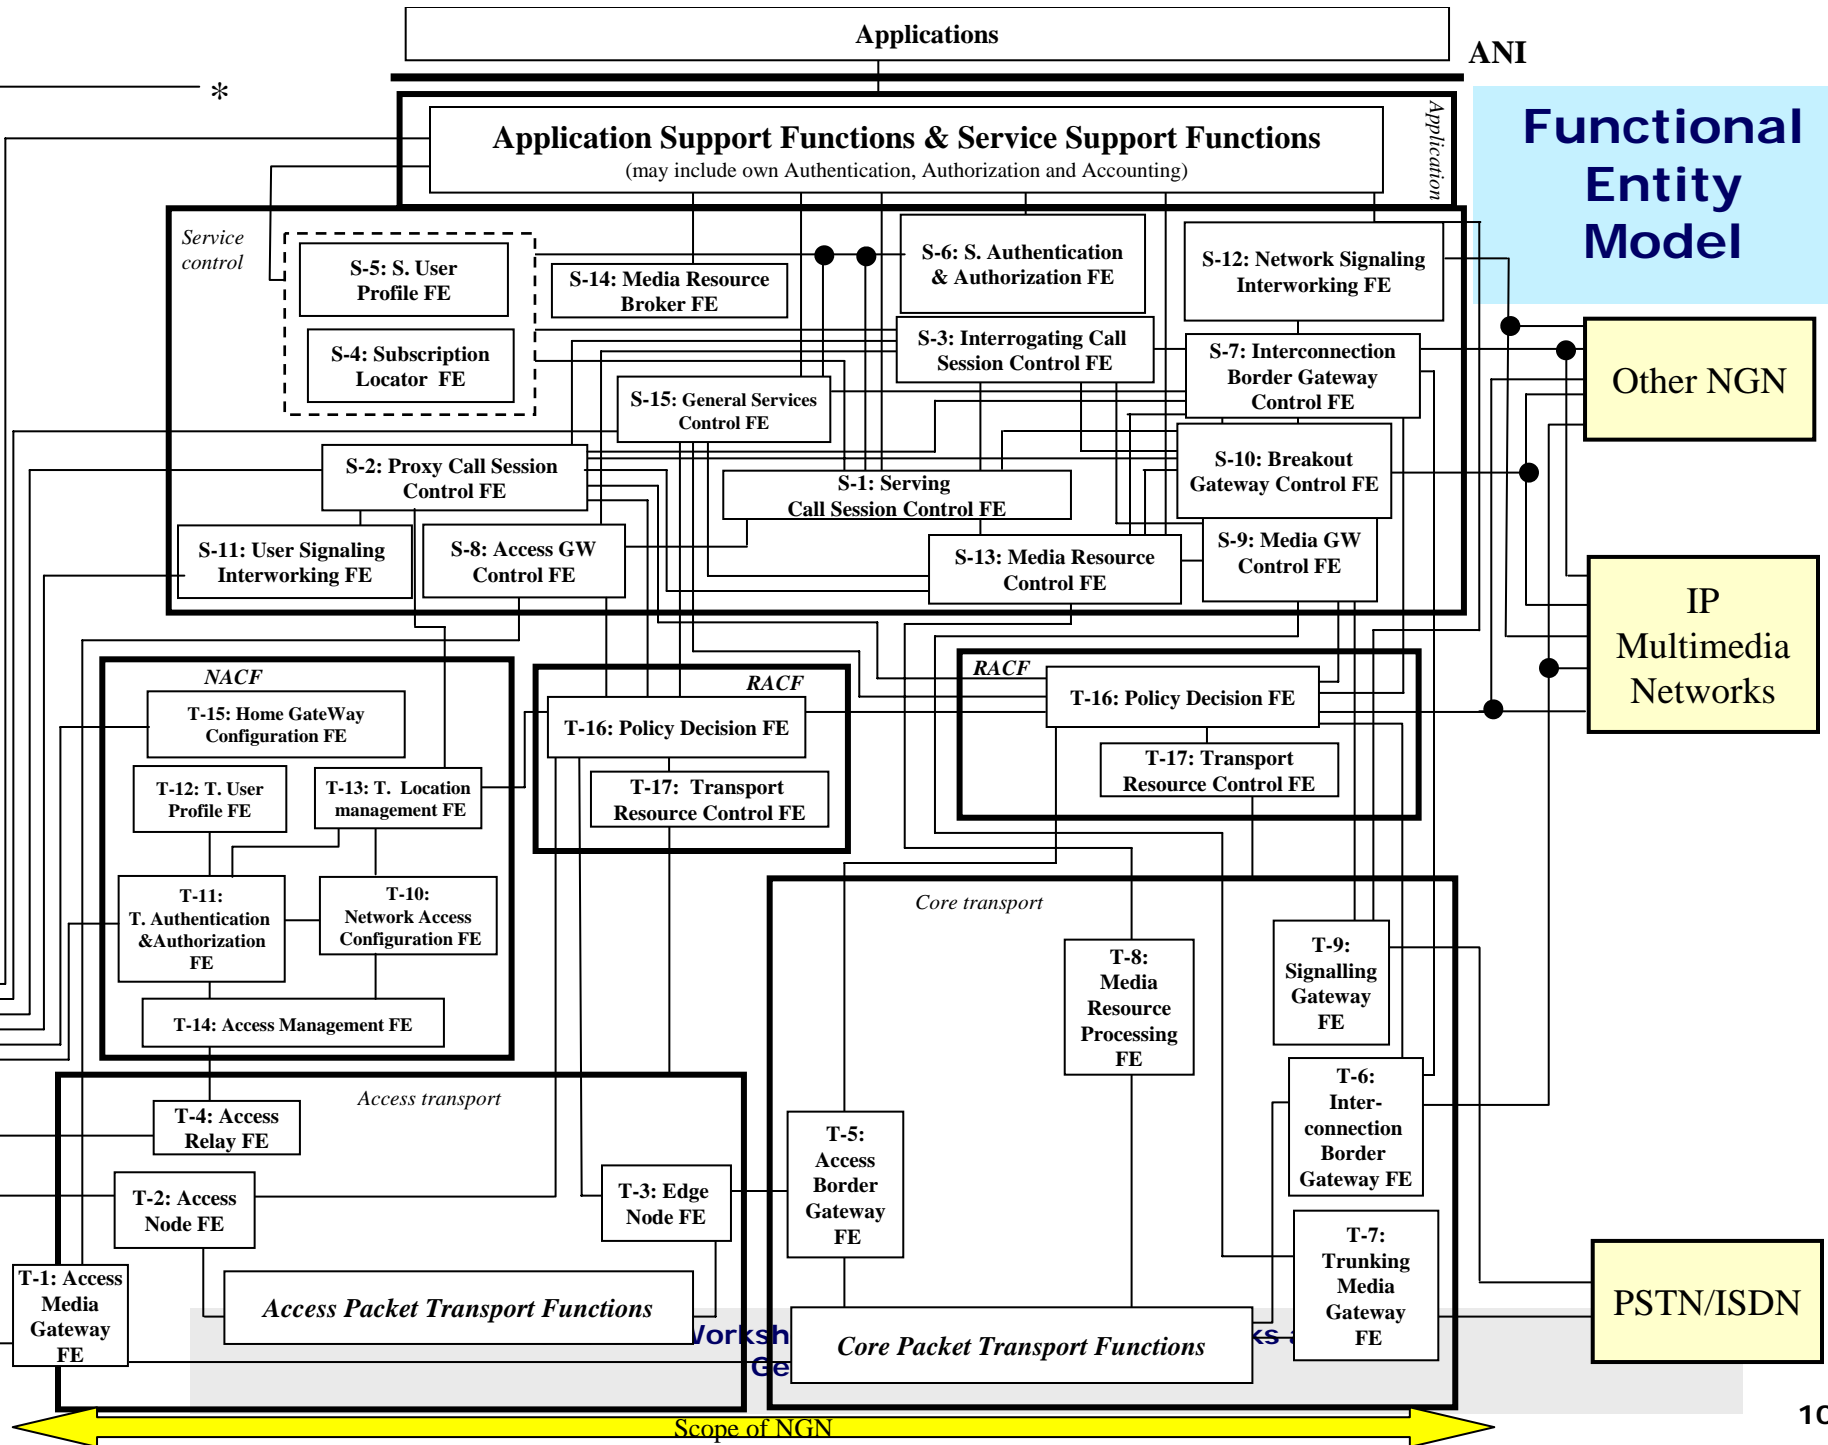 Applications
ANI
*
Functional
Entity
Model
Application
Application Support Functions & Service Support Functions
(may include own Authentication, Authorization and Accounting)
Service
control
S-5: S. User
Profile FE
S-4: Subscription
Locator FE
S-14: Media Resource
Broker FE
S-6: S. Authentication
& Authorization FE
S-12: Network Signaling
Interworking FE
S-3: Interrogating Call
Session Control FE
S-7: Interconnection
Border Gateway
Control FE
S-15: General Services
Control FE
S-2: Proxy Call Session
Control FE
S-1: Serving
Call Session Control FE
S-10: Breakout
Gateway Control FE
S-11: User Signaling
Interworking FE
S-8: Access GW
Control FE
S-13: Media Resource
Control FE
S-9: Media GW
Control FE
Other NGN
IP
Multimedia
Networks
NACF
T-15: Home GateWay
Configuration FE
T-12: T. User
Profile FE
T-13: T. Location
management FE
T-11:
T. Authentication
&Authorization
FE
T-10:
Network Access
Configuration FE
T-14: Access Management FE
RACF
T-16: Policy Decision FE
T-17: Transport
Resource Control FE
RACF
T-16: Policy Decision FE
T-17: Transport
Resource Control FE
Access transport
T-4: Access
Relay FE
T-2: Access
Node FE
T-3: Edge
Node FE
T-1: Access
Media
Gateway
FE
Access Packet Transport Functions
Core transport
T-5:
Access
Border
Gateway
FE
T-8:
Media
Resource
Processing
FE
T-9:
Signalling
Gateway
FE
T-6:
Inter-
connection
Border
Gateway FE
T-7:
Trunking
Media
Gateway
FE
Core Packet Transport Functions
PSTN/ISDN
Scope of NGN
10